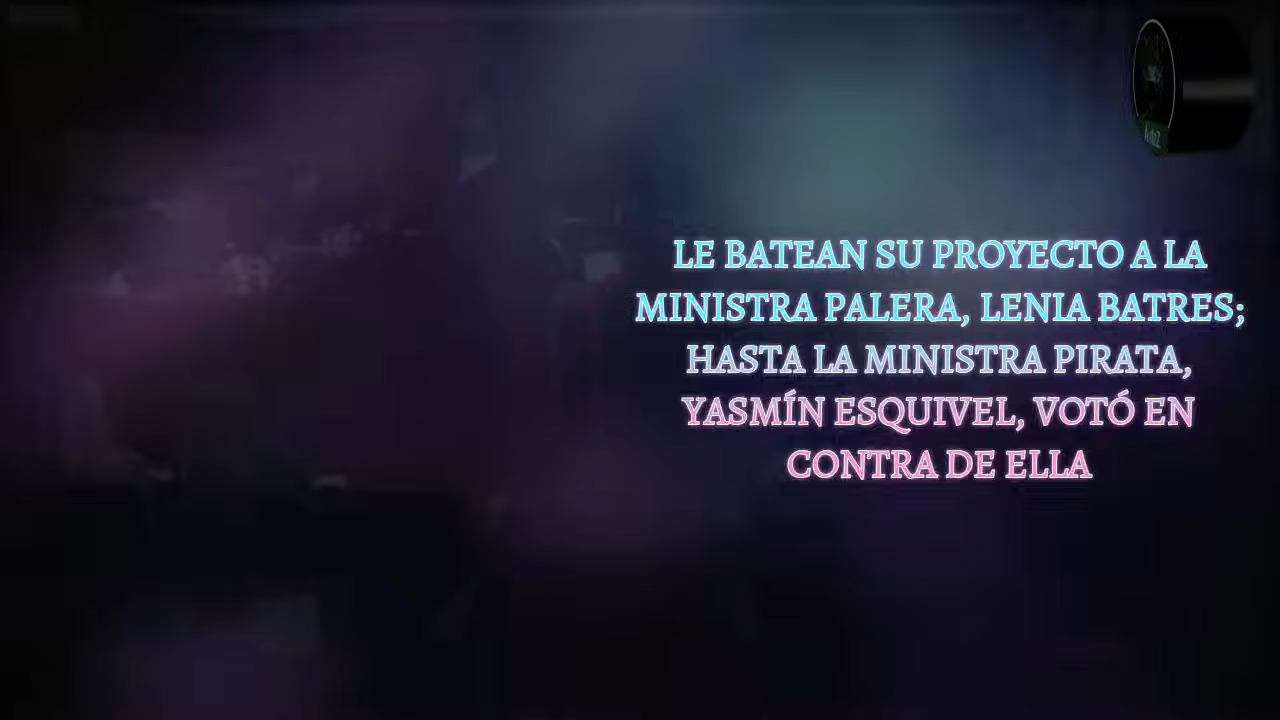 LE BATEAN SU PROYECTO A LA
MINISTRA PALERA, LENIA BATRES;
HASTA LA MINISTRA PIRATA,
YASMÍN ESQUIVEL, VOTÓ EN
CONTRA DE ELLA